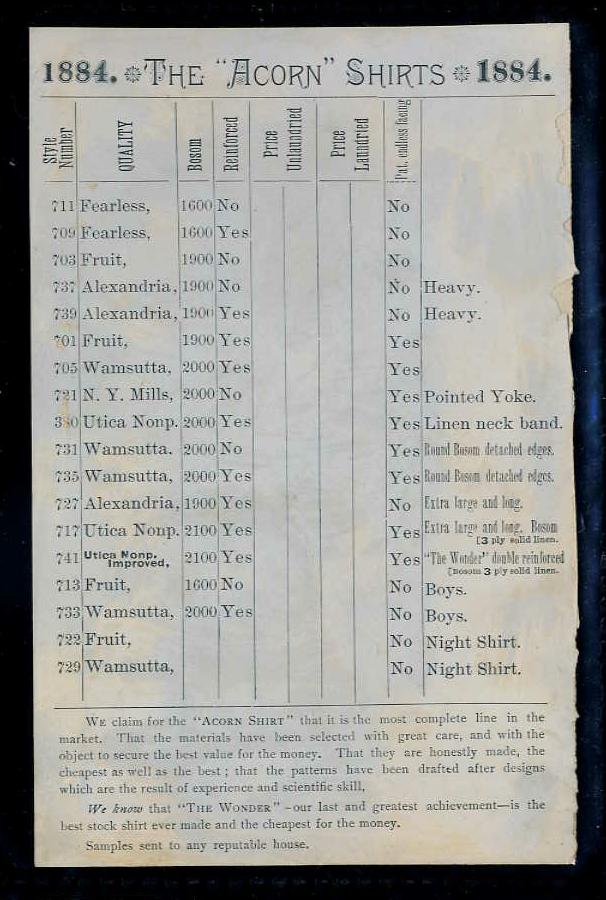 1884. The "Acorn" Shirts 1884.
Style Number QUALITY Bosom Reinforced Price Unlaundried Price Laundried Pat. endless facing
711 Fearless, 1600 No No
709 Fearless, 1600 Yes No
703 Fruit, 1900 No No
737 Alexandria, 1900 No No Heavy.
739 Alexandria, 1900 Yes No Heavy.
701 Fruit, 1900 Yes Yes
705 Wamsutta, 2000 Yes Yes
721 N. Y. Mills, 2000 No Yes Pointed Yoke.
Utica Nonp. 2000 Yes Yes Linen neck band.
731 Wamsutta. 2000 No Yes Round Bosom detached edges.
735 Wamsutta, 2000 Yes Yes Round Bosom detached edges.
727 Alexandria, 1900 Yes No Extra large and long.
717 Utica Nonp. 2100 Yes Yes Extra large and long. Bosom
[3 ply solid linen.
741 Utica Nonp. Improved, 2100 Yes Yes "The Wonder" double reinforced
[Bosom 3 ply solid linen.
713 Fruit, 1600 No No Boys.
733 Wamsutta, 2000 Yes No Boys.
722 Fruit, No Night Shirt.
729 Wamsutta, No Night Shirt.
We claim for the "Acorn Shirt" that it is the most complete line in the
market. That the materials have been selected with great care, and with the
object to secure the best value for the money. That they are honestly made, the
cheapest as well as the best; that the patterns have been drafted after designs
which are the result of experience and scientific skill.
We know that "The Wonder"—our last and greatest achievement—is the
best stock shirt ever made and the cheapest for the money.
Samples sent to any reputable house.